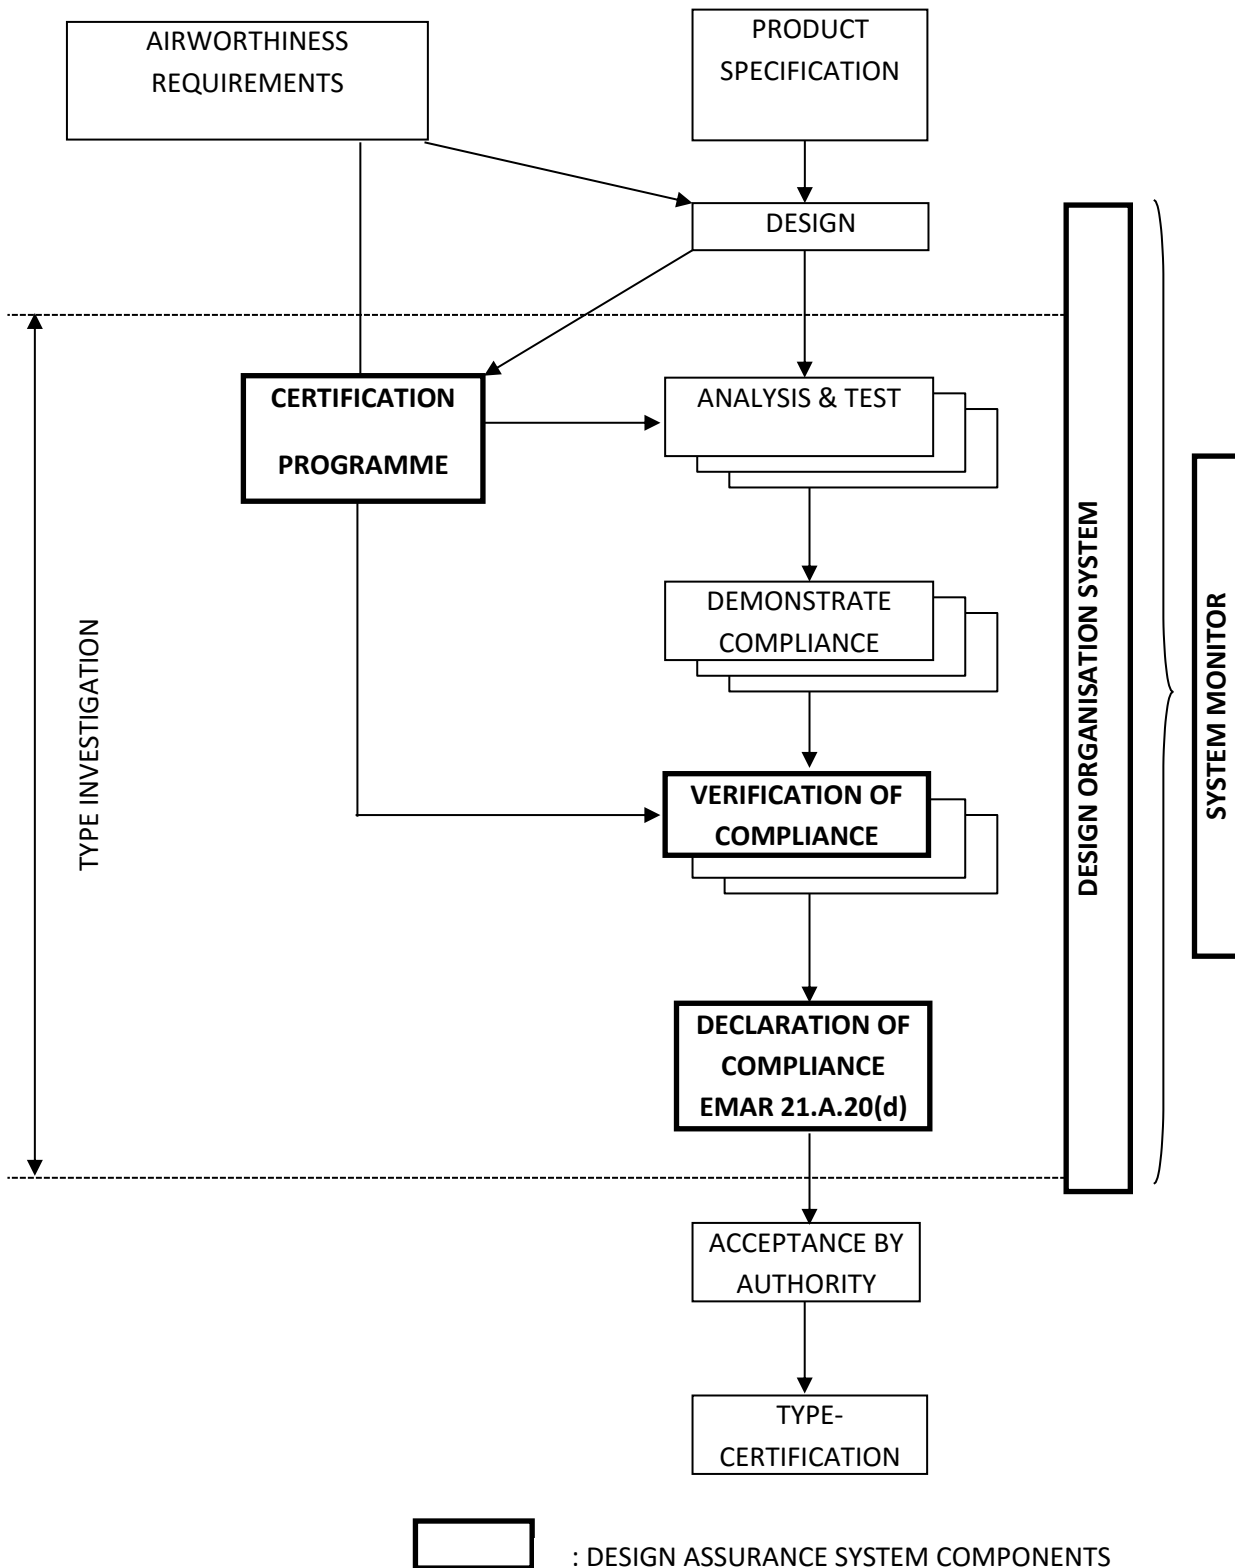 AIRWORTHINESS
REQUIREMENTS
PRODUCT
SPECIFICATION
DESIGN
CERTIFICATION
PROGRAMME
ANALYSIS & TEST
DEMONSTRATE
COMPLIANCE
VERIFICATION OF
COMPLIANCE
DECLARATION OF
COMPLIANCE
EMAR 21.A.20(d)
TYPE INVESTIGATION
DESIGN ORGANISATION SYSTEM
SYSTEM MONITOR
ACCEPTANCE BY
AUTHORITY
TYPE-
CERTIFICATION
: DESIGN ASSURANCE SYSTEM COMPONENTS